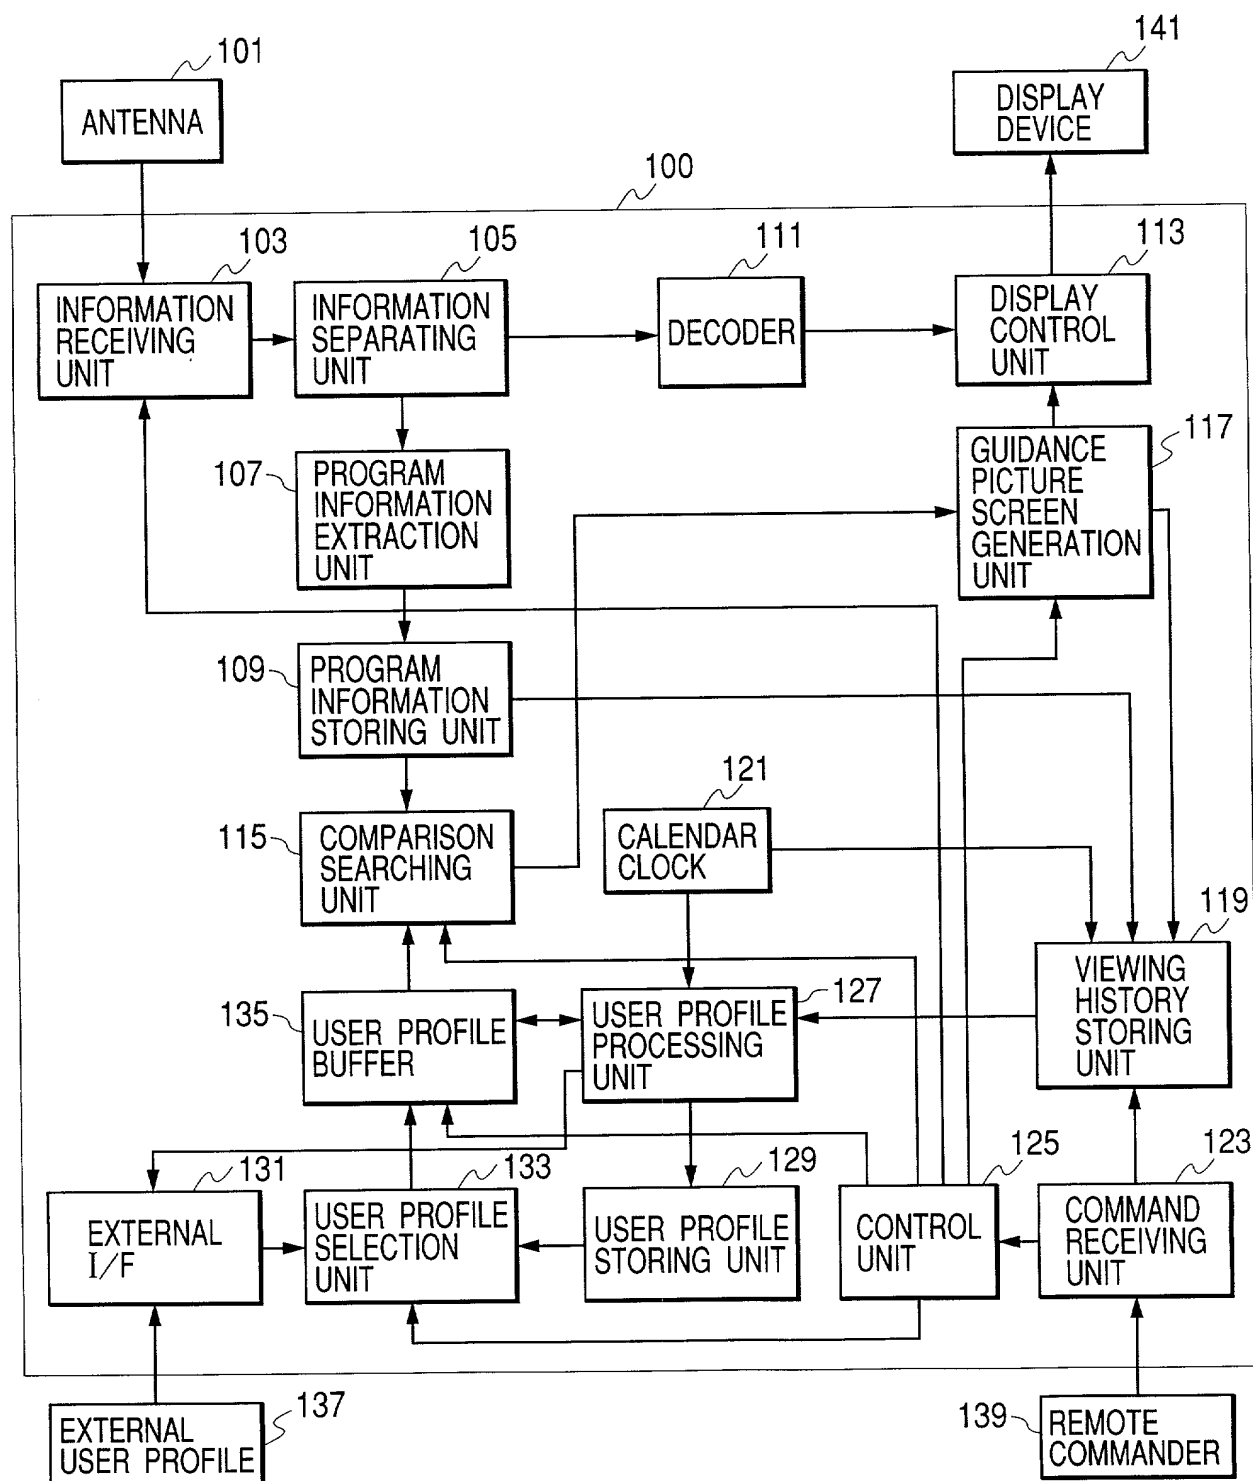 141
101
DISPLAY
DEVICE
ANTENNA
100
103
105
111
113
INFORMATION
RECEIVING
UNIT
INFORMATION
SEPARATING
UNIT
DECODER
DISPLAY
CONTROL
UNIT
107
PROGRAM
INFORMATION
EXTRACTION
UNIT
GUIDANCE
PICTURE
SCREEN
GENERATION
UNIT
117
109
PROGRAM
INFORMATION
STORING UNIT
121
115
COMPARISON
SEARCHING
UNIT
CALENDAR
CLOCK
119
135
USER PROFILE
BUFFER
USER PROFILE
PROCESSING
UNIT
127
VIEWING
HISTORY
STORING
UNIT
131
133
129
125
123
EXTERNAL
I/F
USER PROFILE
SELECTION
UNIT
USER PROFILE
STORING UNIT
CONTROL
UNIT
COMMAND
RECEIVING
UNIT
EXTERNAL
USER PROFILE
137
139
REMOTE
COMMANDER